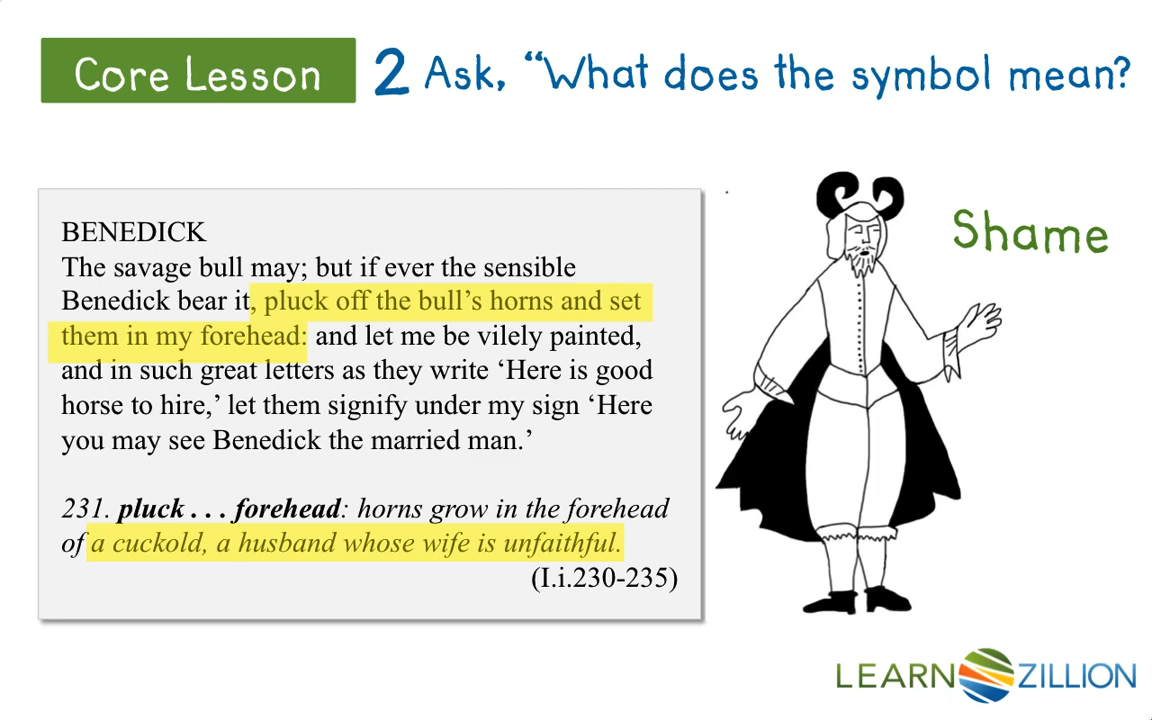 Core Lesson
2 Ask, “What does the symbol mean?
BENEDICK
The savage bull may; but if ever the sensible
Benedick bear it, pluck off the bull’s horns and set
them in my forehead: and let me be vilely painted,
and in such great letters as they write ‘Here is good
horse to hire,’ let them signify under my sign ‘Here
you may see Benedick the married man.’
231. pluck . . . forehead: horns grow in the forehead
of a cuckold, a husband whose wife is unfaithful.
(I.i.230-235)
Shame
LEARN ZILLION